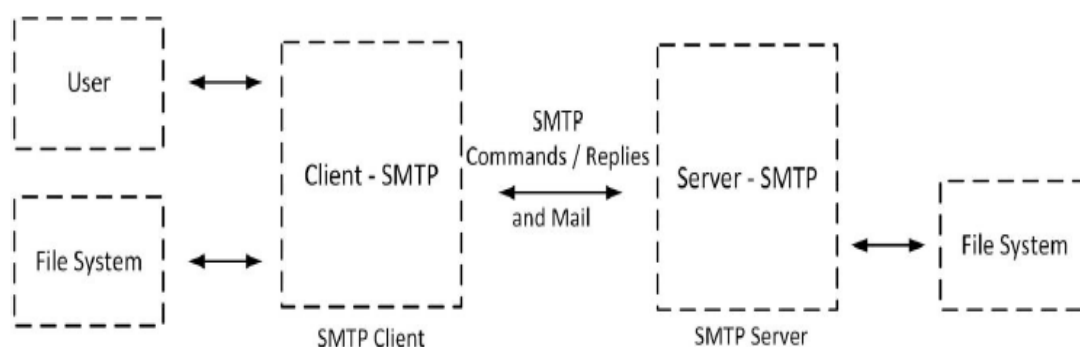 User
File System
Client - SMTP
SMTP Client
SMTP
Commands / Replies
and Mail
Server - SMTP
SMTP Server
File System